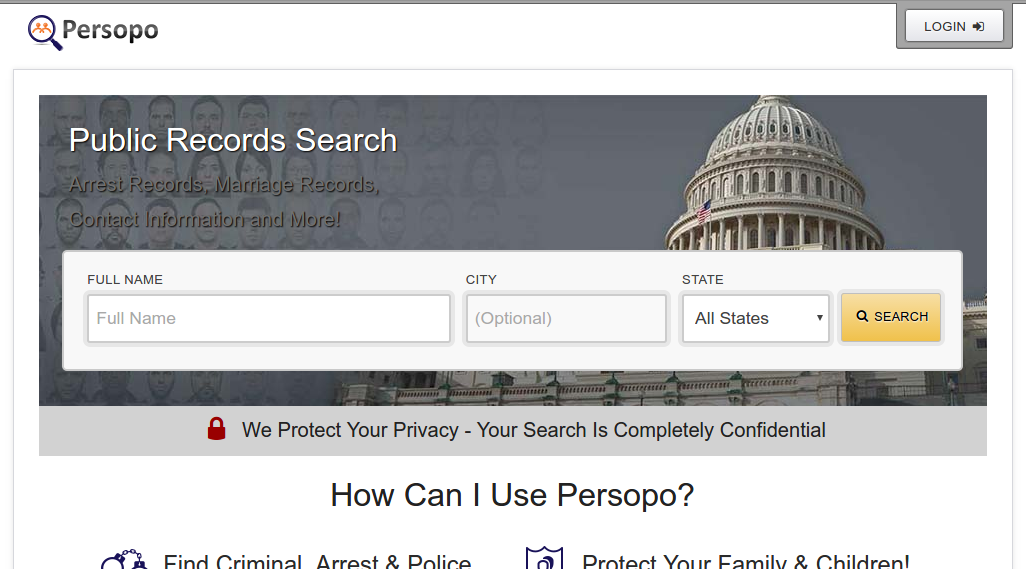 Persopo
LOGIN
Public Records Search
Arrest Records, Marriage Records,
Contact Information and More!
FULL NAME
CITY
STATE
Full Name
(Optional)
All States
SEARCH
We Protect Your Privacy - Your Search Is Completely Confidential
How Can I Use Persopo?
Find Criminal, Arrest & Police
Protect Your Family & Children!